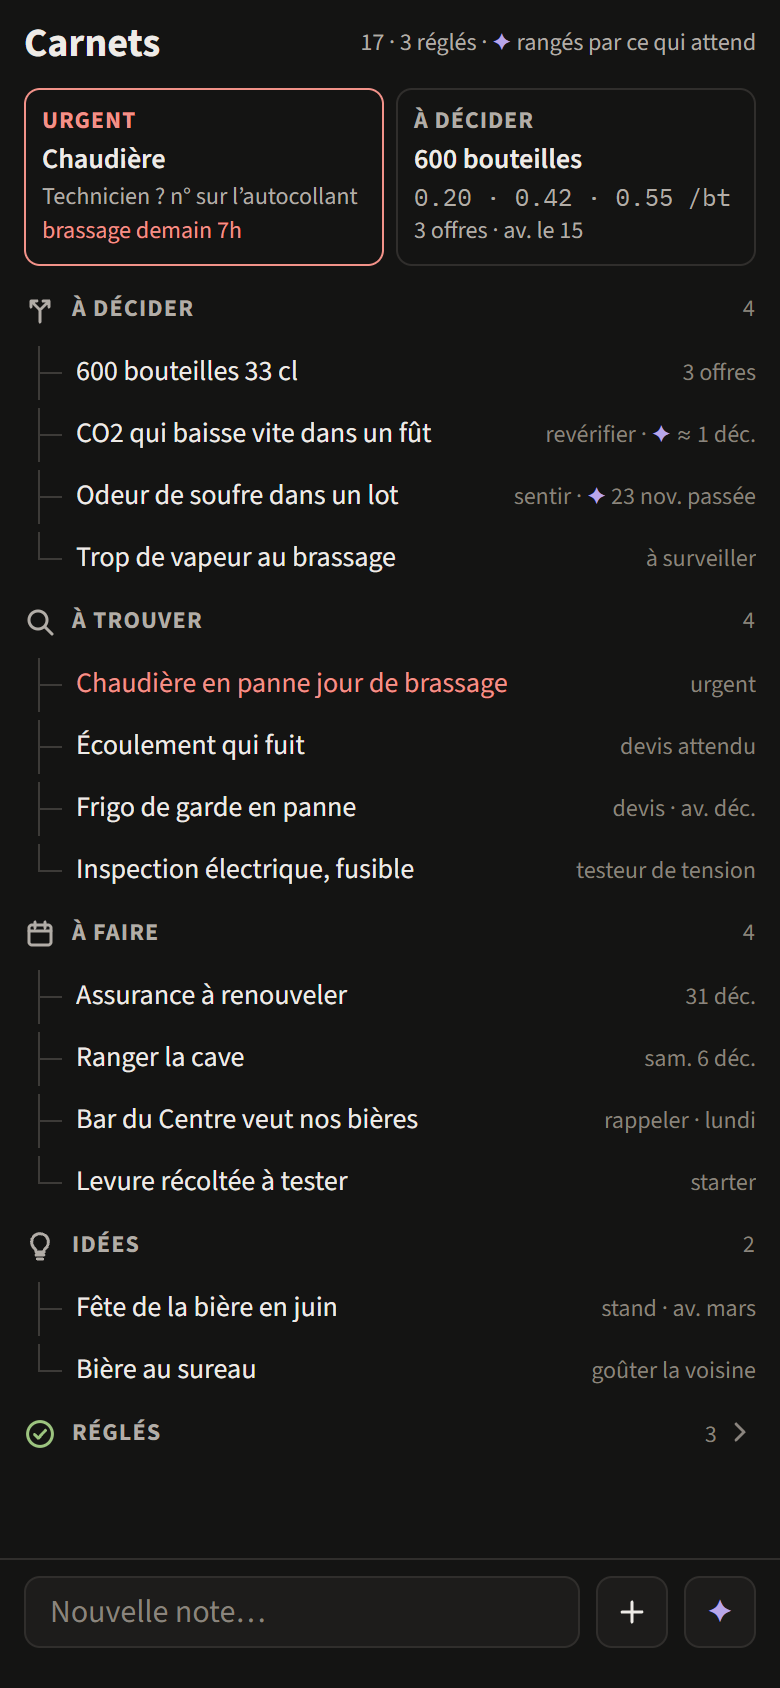 Carnets
17 · 3 réglés · ✦ rangés par ce qui attend
URGENT
Chaudière
Technicien ? n° sur l’autocollant
brassage demain 7h
À DÉCIDER
600 bouteilles
0.20 · 0.42 · 0.55 /bt
3 offres · av. le 15
À DÉCIDER 4
600 bouteilles 33 cl 3 offres
CO2 qui baisse vite dans un fût revérifier · ✦ ≈ 1 déc.
Odeur de soufre dans un lot sentir · ✦ 23 nov. passée
Trop de vapeur au brassage à surveiller
À TROUVER 4
Chaudière en panne jour de brassage urgent
Écoulement qui fuit devis attendu
Frigo de garde en panne devis · av. déc.
Inspection électrique, fusible testeur de tension
À FAIRE 4
Assurance à renouveler 31 déc.
Ranger la cave sam. 6 déc.
Bar du Centre veut nos bières rappeler · lundi
Levure récoltée à tester starter
IDÉES 2
Fête de la bière en juin stand · av. mars
Bière au sureau goûter la voisine
RÉGLÉS 3
Nouvelle note…